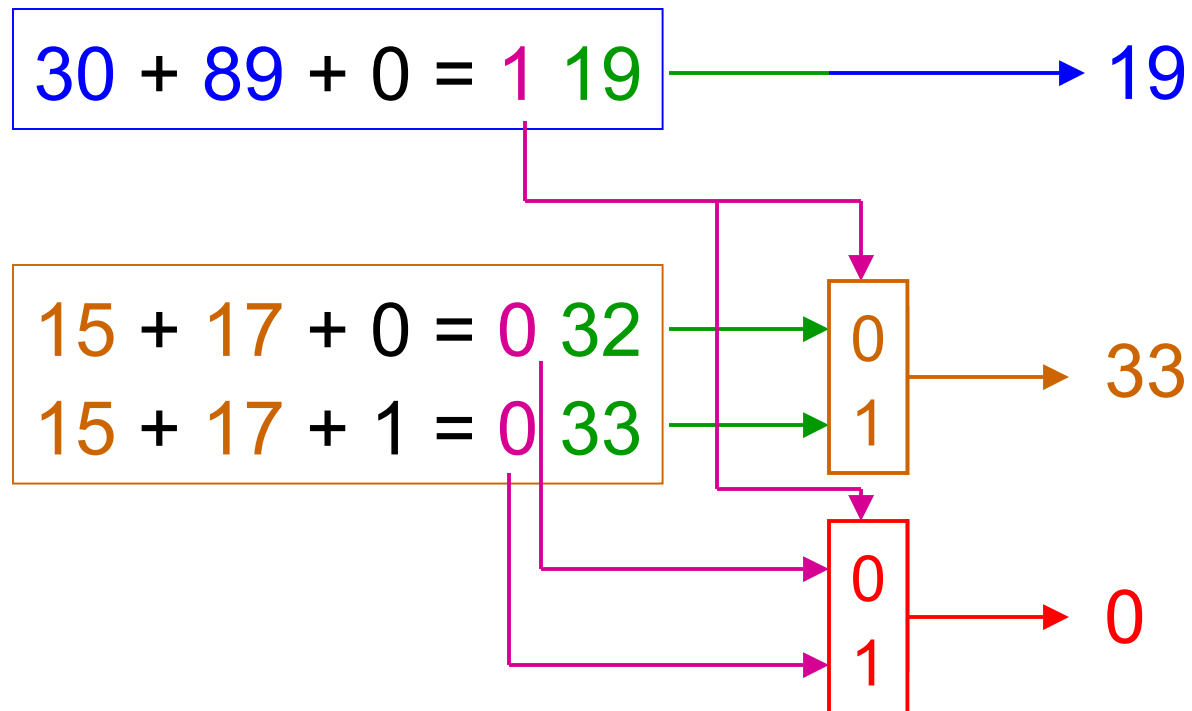 30 + 89 + 0 = 1 19
19
15 + 17 + 0 = 0 32
15 + 17 + 1 = 0 33
0
1
33
0
1
0